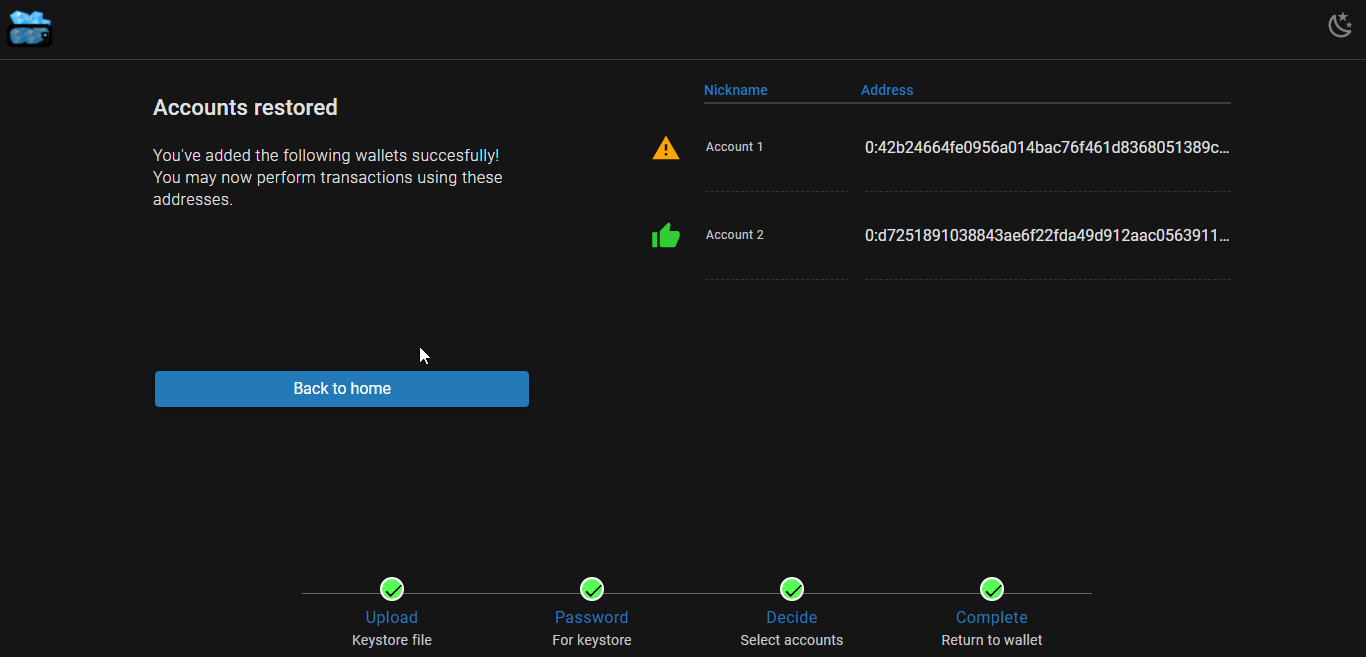 Accounts restored
You've added the following wallets succesfully!
You may now perform transactions using these
addresses.
Back to home
Nickname Address
Account 1 0:42b24664fe0956a014bac76f461d8368051389c...
Account 2 0:d7251891038843ae6f22fda49d912aac0563911...
Upload Password Decide Complete
Keystore file For keystore Select accounts Return to wallet